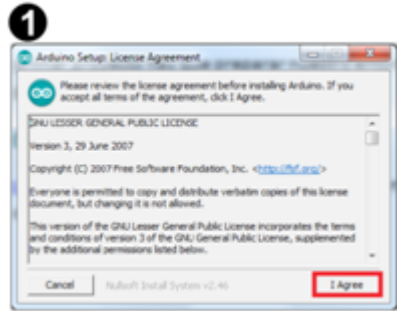 1
Arduino Setup: License Agreement
Please review the license agreement before installing Arduino. If you
accept all terms of the agreement, click I Agree.
GNU LESSER GENERAL PUBLIC LICENSE
Version 3, 29 June 2007
Copyright (C) 2007 Free Software Foundation, Inc. <http://fsf.org/>
Everyone is permitted to copy and distribute verbatim copies of this license
document, but changing it is not allowed.
This version of the GNU Lesser General Public License incorporates the terms
and conditions of version 3 of the GNU General Public License, supplemented
by the additional permissions listed below.
Cancel
Nullsoft Install System v2.46
I Agree